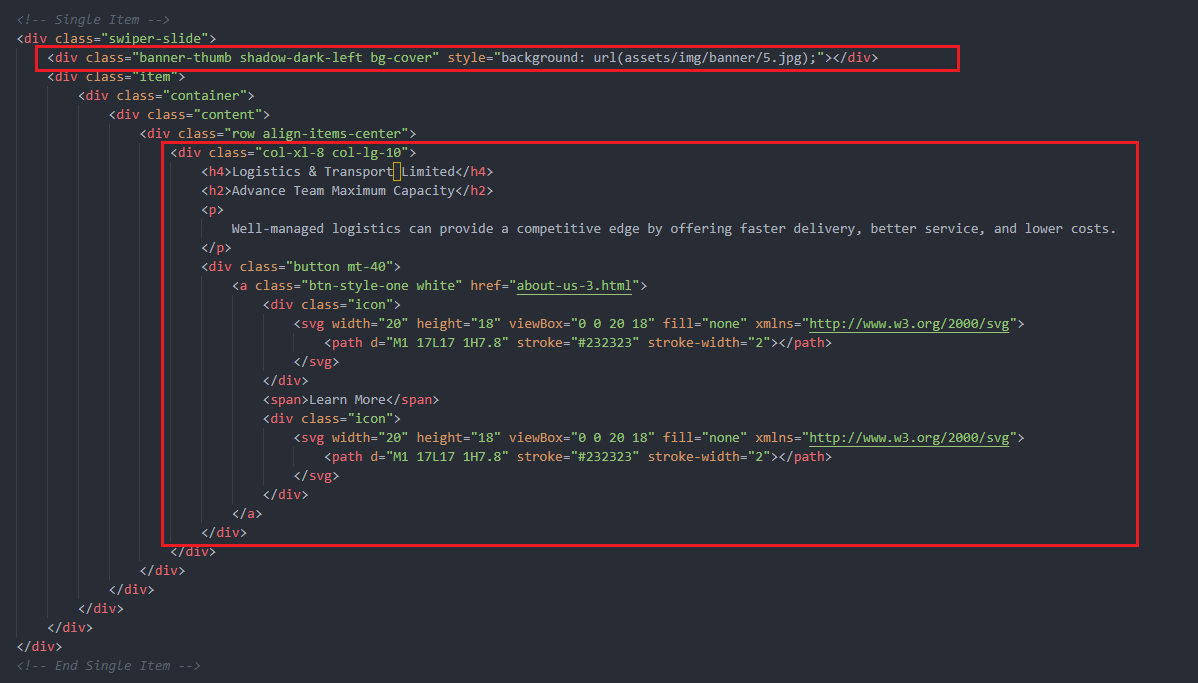 <!-- Single Item -->
<div class="swiper-slide">
<div class="banner-thumb shadow-dark-left bg-cover" style="background: url(assets/img/banner/5.jpg);"></div>
<div class="item">
<div class="container">
<div class="content">
<div class="row align-items-center">
<div class="col-xl-8 col-lg-10">
<h4>Logistics & Transport Limited</h4>
<h2>Advance Team Maximum Capacity</h2>
<p>
Well-managed logistics can provide a competitive edge by offering faster delivery, better service, and lower costs.
</p>
<div class="button mt-40">
<a class="btn-style-one white" href="about-us-3.html">
<div class="icon">
<svg width="20" height="18" viewBox="0 0 20 18" fill="none" xmlns="http://www.w3.org/2000/svg">
<path d="M1 17L17 1H7.8" stroke="#232323" stroke-width="2"></path>
</svg>
</div>
<span>Learn More</span>
<div class="icon">
<svg width="20" height="18" viewBox="0 0 20 18" fill="none" xmlns="http://www.w3.org/2000/svg">
<path d="M1 17L17 1H7.8" stroke="#232323" stroke-width="2"></path>
</svg>
</div>
</a>
</div>
</div>
</div>
</div>
</div>
</div>
</div>
<!-- End Single Item -->